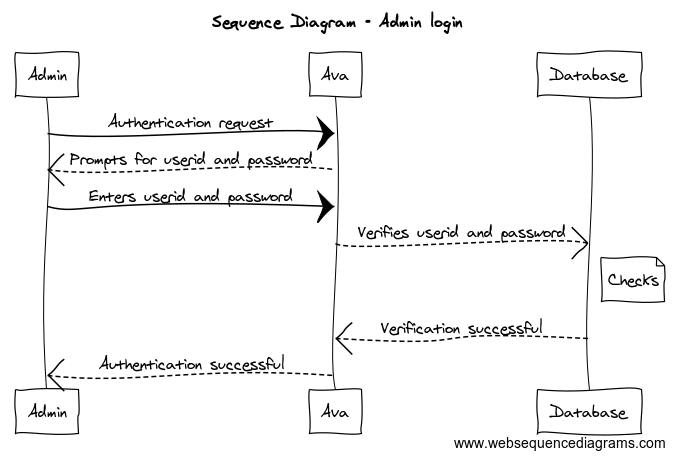 Sequence Diagram - Admin login
Admin
Ava
Database
Authentication request
Prompts for userid and password
Enters userid and password
Verifies userid and password
Checks
Verification successful
Authentication successful
Admin
Ava
Database
www.websequencediagrams.com